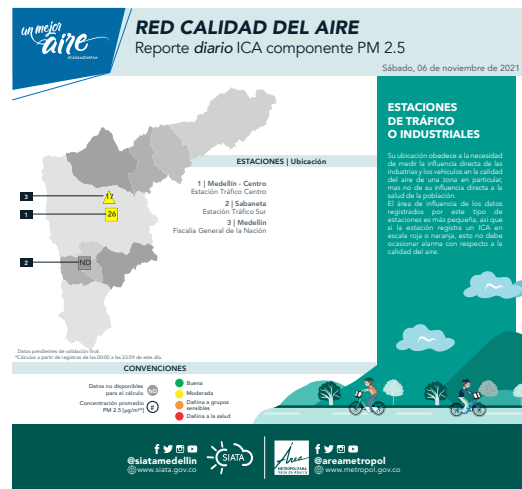 un mejor
aire
#CalidadDelAire
RED CALIDAD DEL AIRE
Reporte diario ICA componente PM 2.5
Sábado, 06 de noviembre de 2021
ESTACIONES | Ubicación
1 | Medellín - Centro
Estación Tráfico Centro
2 | Sabaneta
Estación Tráfico Sur
3 | Medellín
Fiscalía General de la Nación
3
17
1
26
2
ND
ESTACIONES
DE TRÁFICO
O INDUSTRIALES
Su ubicación obedece a la necesidad
de medir la influencia directa de las
industrias y los vehículos en la calidad
del aire de una zona en particular,
mas no de su influencia directa a la
salud de la población.
El área de influencia de los datos
registrados por este tipo de
estaciones es más pequeña, así que
si la estación registra un ICA en
escala roja o naranja, esto no debe
ocasionar alarma con respecto a la
calidad del aire.
Datos pendientes de validación final.
*Cálculos a partir de registros de las 00:00 a las 23:59 de este día.
CONVENCIONES
Datos no disponibles
para el cálculo
ND
Concentración promedio
PM 2.5 [µg/m³*]
#
Buena
Moderada
Dañina a grupos
sensibles
Dañina a la salud
@siatamedellin
www.siata.gov.co
SIATA
Área
METROPOLITANA
Valle de Aburrá
@areametropol
www.metropol.gov.co